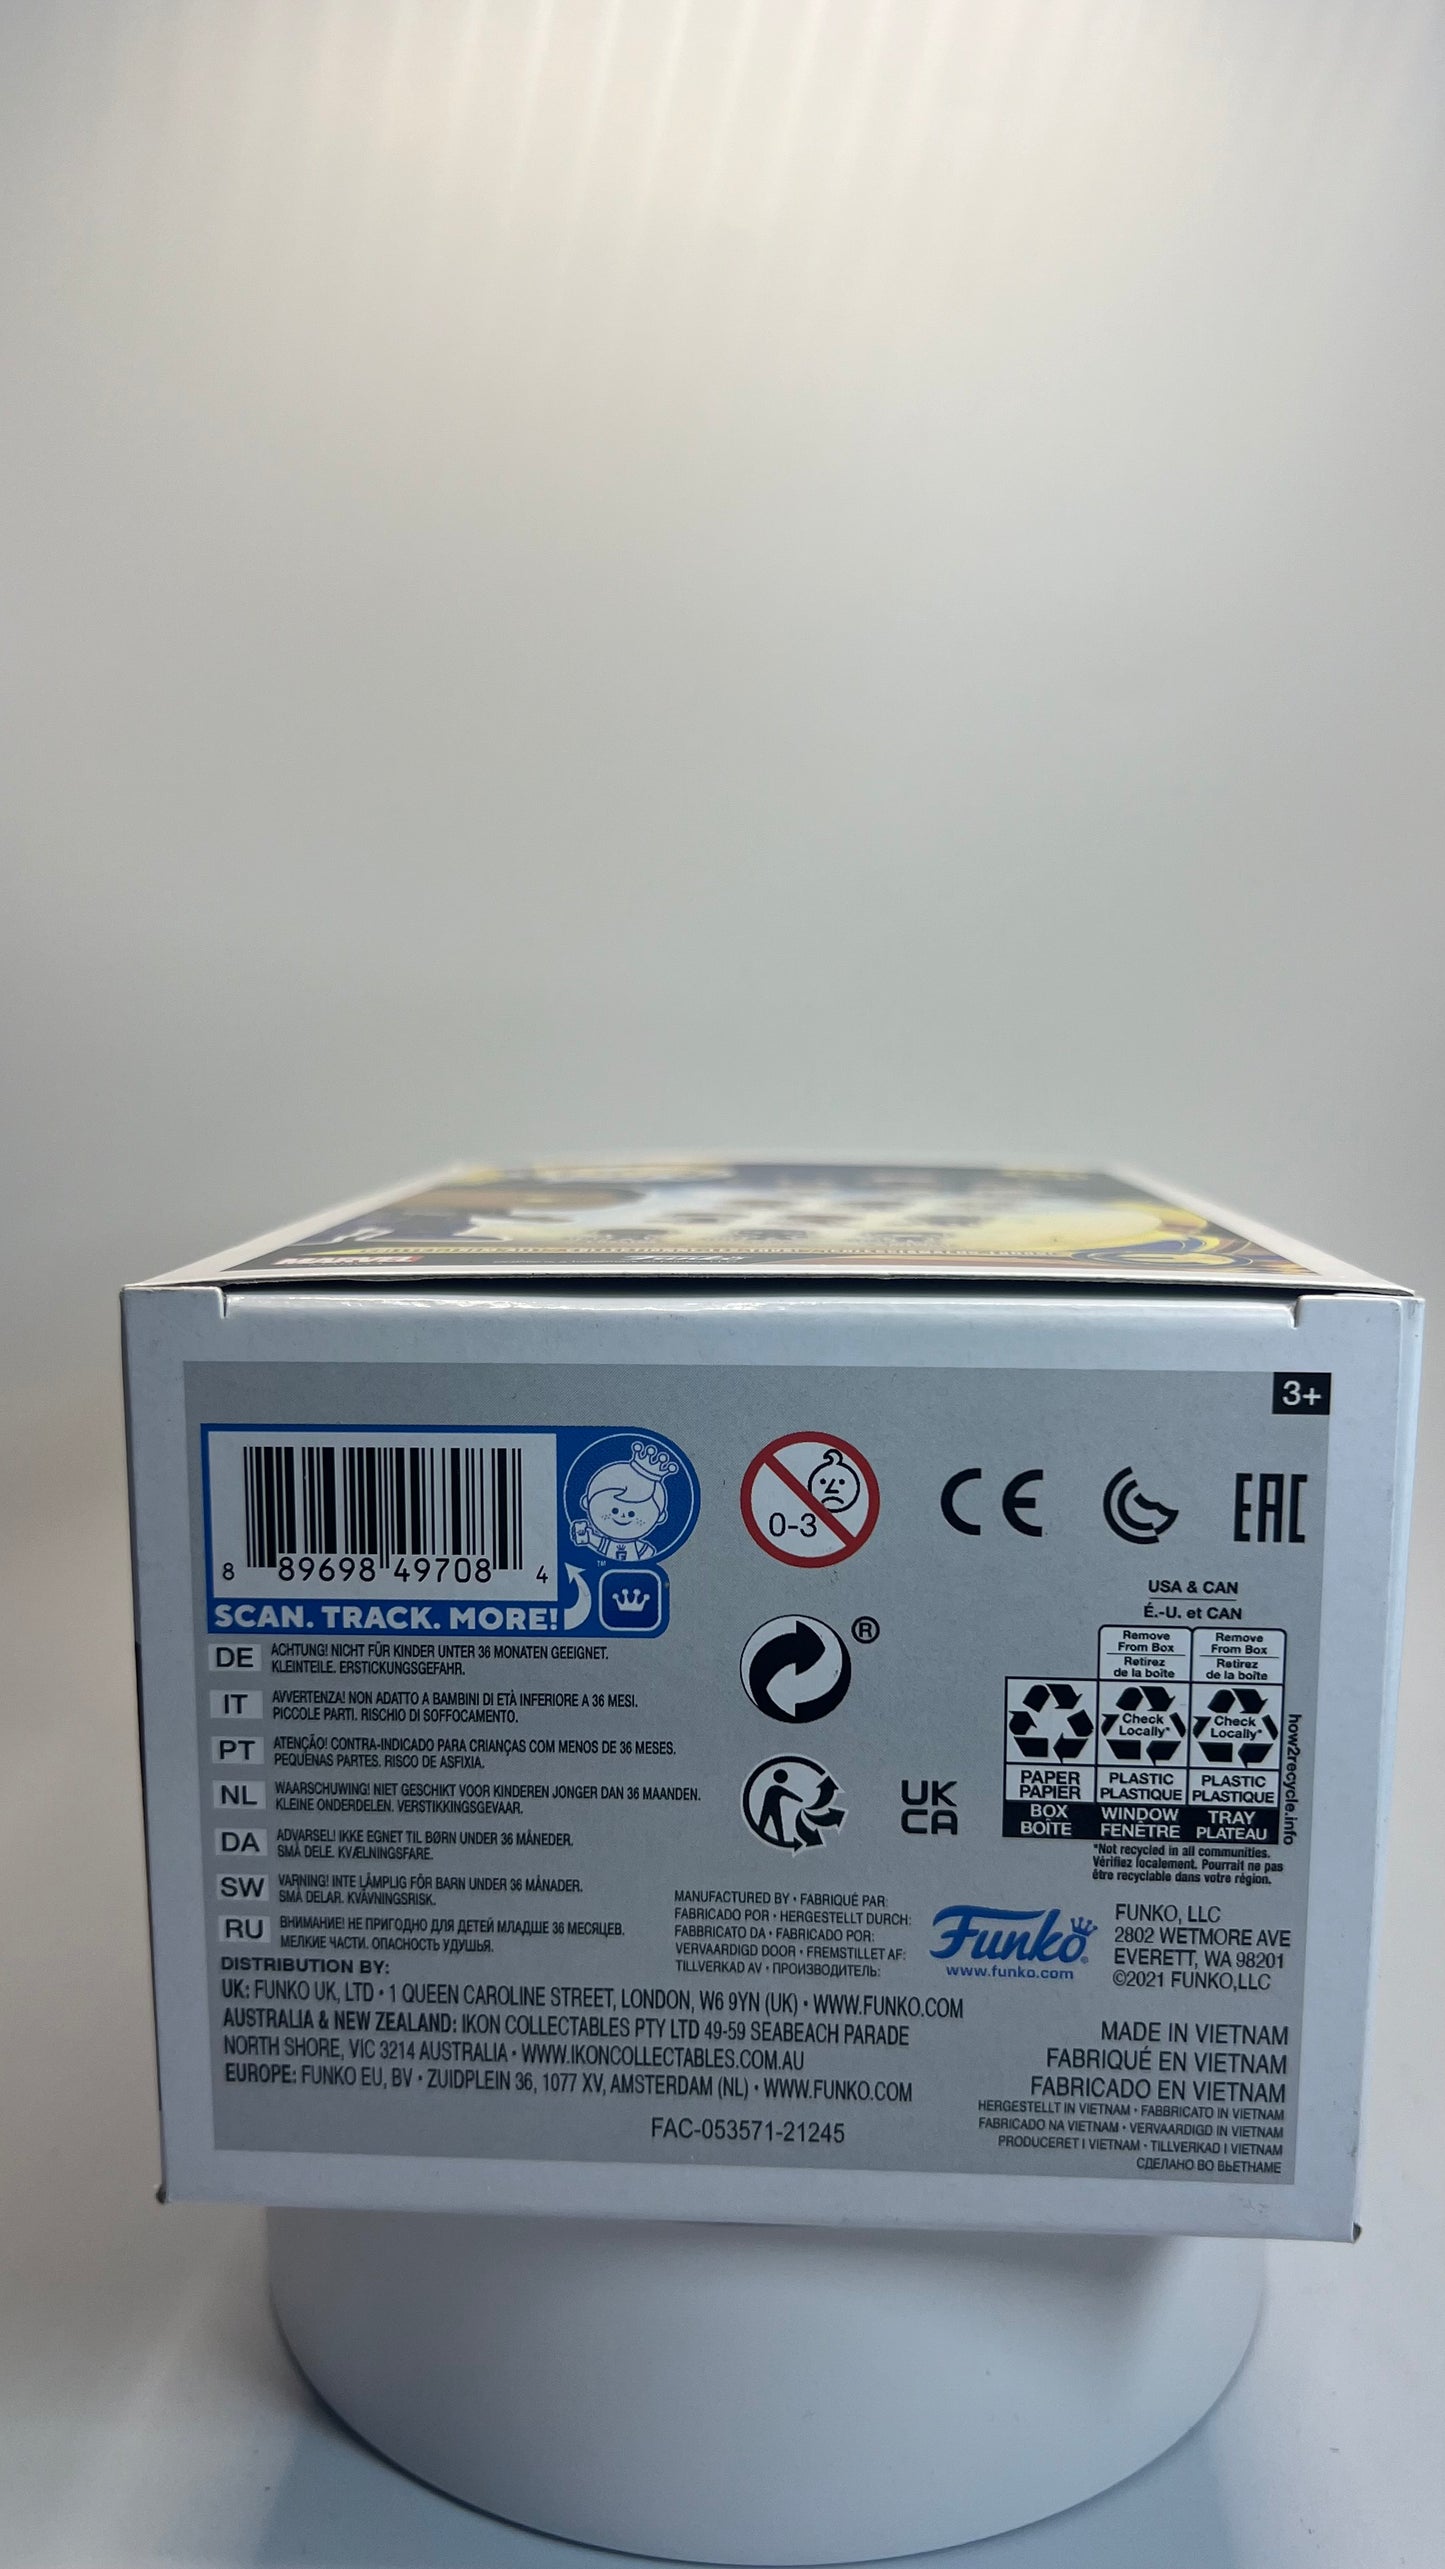 MARVEL
Funko
3+
8 89698 49708 4
™
SCAN. TRACK. MORE!
0-3
CE
EAC
DE ACHTUNG! NICHT FÜR KINDER UNTER 36 MONATEN GEEIGNET.
KLEINTEILE. ERSTICKUNGSGEFAHR.
IT AVVERTENZA! NON ADATTO A BAMBINI DI ETÀ INFERIORE A 36 MESI.
PICCOLE PARTI. RISCHIO DI SOFFOCAMENTO.
PT ATENÇÃO! CONTRA-INDICADO PARA CRIANÇAS COM MENOS DE 36 MESES.
PEQUENAS PARTES. RISCO DE ASFIXIA.
NL WAARSCHUWING! NIET GESCHIKT VOOR KINDEREN JONGER DAN 36 MAANDEN.
KLEINE ONDERDELEN. VERSTIKKINGSGEVAAR.
DA ADVARSEL! IKKE EGNET TIL BØRN UNDER 36 MÅNEDER.
SMÅ DELE. KVÆLNINGSFARE.
SW VARNING! INTE LÄMPLIG FÖR BARN UNDER 36 MÅNADER.
SMÅ DELAR. KVÄVNINGSRISK.
RU ВНИМАНИЕ! НЕ ПРИГОДНО ДЛЯ ДЕТЕЙ МЛАДШЕ 36 МЕСЯЦЕВ.
МЕЛКИЕ ЧАСТИ. ОПАСНОСТЬ УДУШЬЯ.
®
UK
CA
USA & CAN
É.-U. et CAN
Remove
From Box
Retirez
de la boîte
Remove
From Box
Retirez
de la boîte
Check
Locally*
Check
Locally*
PAPER
PAPIER
PLASTIC
PLASTIQUE
PLASTIC
PLASTIQUE
BOX
BOÎTE
WINDOW
FENÊTRE
TRAY
PLATEAU
how2recycle.info
*Not recycled in all communities.
Vérifiez localement. Pourrait ne pas
être recyclable dans votre région.
MANUFACTURED BY • FABRIQUÉ PAR:
FABRICADO POR • HERGESTELLT DURCH:
FABBRICATO DA • FABRICADO POR:
VERVAARDIGD DOOR • FREMSTILLET AF:
TILLVERKAD AV • ПРОИЗВОДИТЕЛЬ:
Funko®
www.funko.com
FUNKO, LLC
2802 WETMORE AVE
EVERETT, WA 98201
©2021 FUNKO,LLC
DISTRIBUTION BY:
UK: FUNKO UK, LTD • 1 QUEEN CAROLINE STREET, LONDON, W6 9YN (UK) • WWW.FUNKO.COM
AUSTRALIA & NEW ZEALAND: IKON COLLECTABLES PTY LTD 49-59 SEABEACH PARADE
NORTH SHORE, VIC 3214 AUSTRALIA • WWW.IKONCOLLECTABLES.COM.AU
EUROPE: FUNKO EU, BV • ZUIDPLEIN 36, 1077 XV, AMSTERDAM (NL) • WWW.FUNKO.COM
FAC-053571-21245
MADE IN VIETNAM
FABRIQUÉ EN VIETNAM
FABRICADO EN VIETNAM
HERGESTELLT IN VIETNAM • FABBRICATO IN VIETNAM
FABRICADO NA VIETNAM • VERVAARDIGD IN VIETNAM
PRODUCERET I VIETNAM • TILLVERKAD I VIETNAM
СДЕЛАНО ВО ВЬЕТНАМЕ